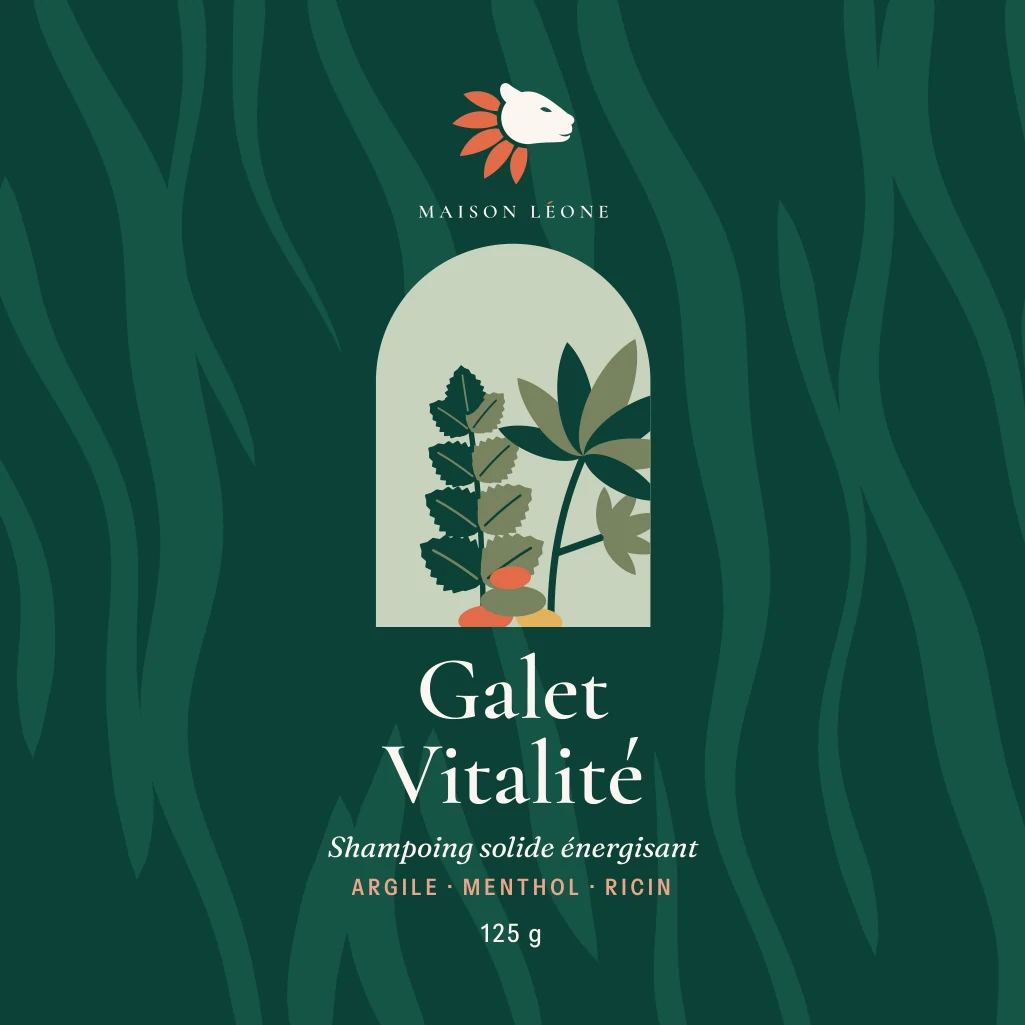 MAISON LÉONE
Galet
Vitalité
Shampoing solide énergisant
ARGILE · MENTHOL · RICIN
125 g